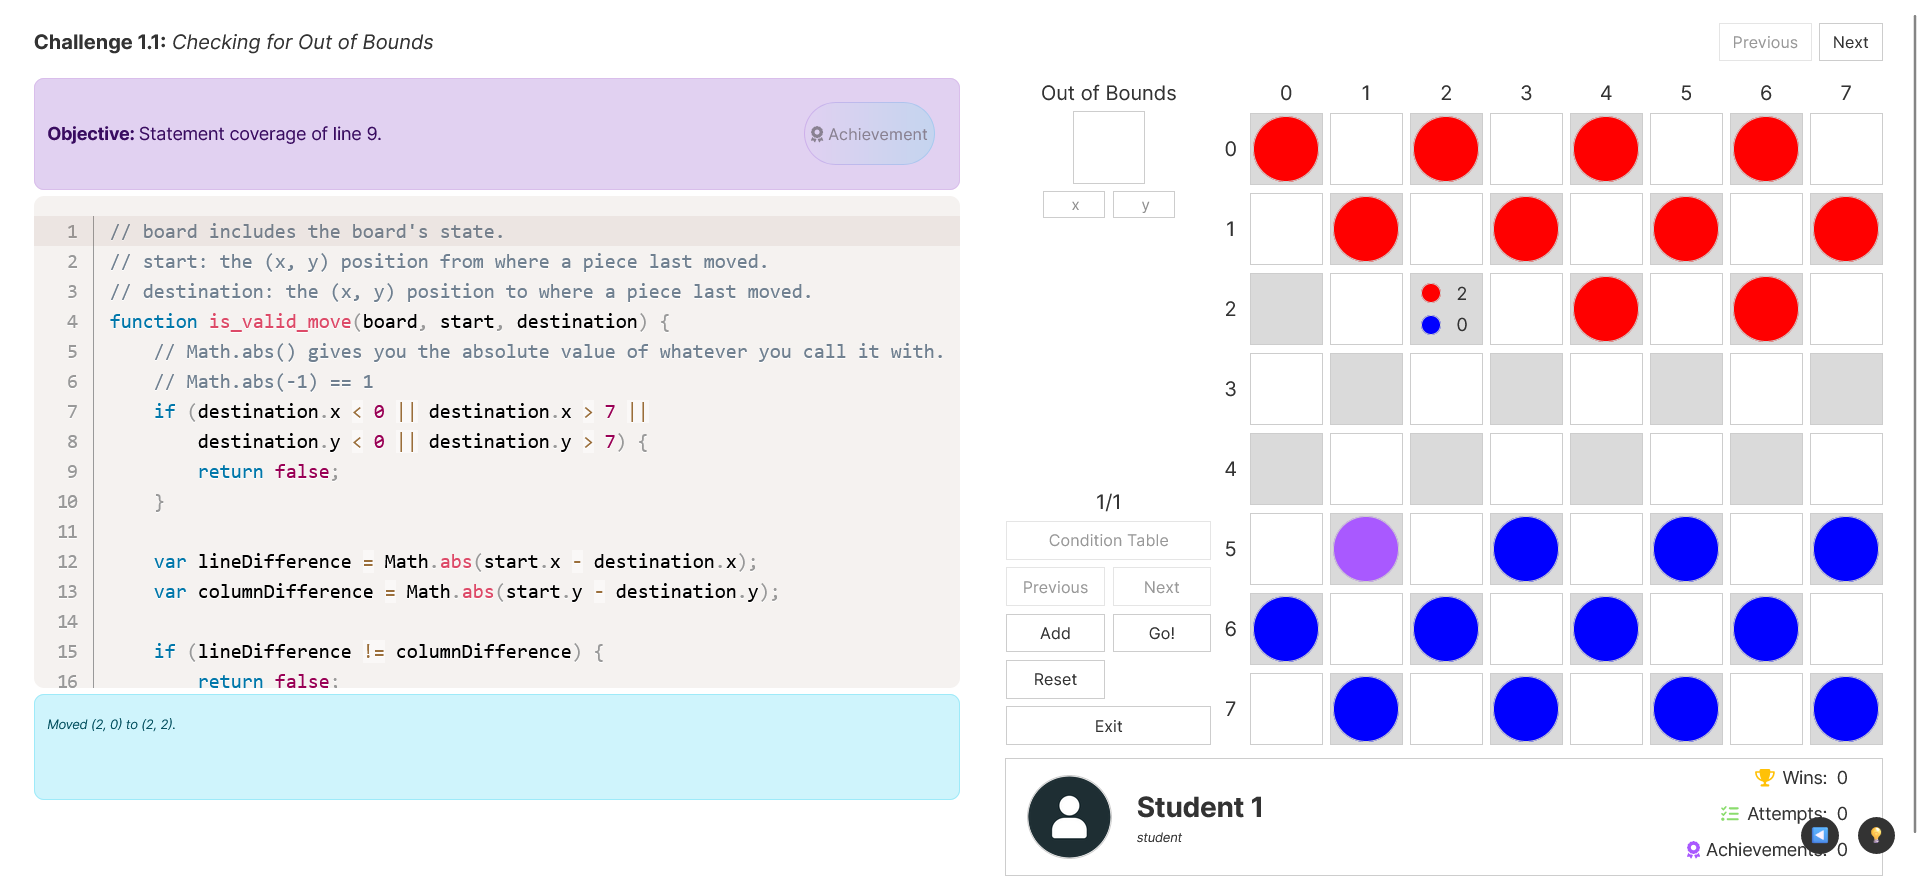 Challenge 1.1: Checking for Out of Bounds
Previous
Next
Objective: Statement coverage of line 9.
Achievement
1 // board includes the board's state.
2 // start: the (x, y) position from where a piece last moved.
3 // destination: the (x, y) position to where a piece last moved.
4 function is_valid_move(board, start, destination) {
5 // Math.abs() gives you the absolute value of whatever you call it with.
6 // Math.abs(-1) == 1
7 if (destination.x < 0 || destination.x > 7 ||
8 destination.y < 0 || destination.y > 7) {
9 return false;
10 }
11
12 var lineDifference = Math.abs(start.x - destination.x);
13 var columnDifference = Math.abs(start.y - destination.y);
14
15 if (lineDifference != columnDifference) {
16 return false;
Moved (2, 0) to (2, 2).
Out of Bounds
x y
1/1
Condition Table
Previous Next
Add Go!
Reset
Exit
0 1 2 3 4 5 6 7
0
1
2
2
0
3
4
5
6
7
Student 1
student
Wins: 0
Attempts: 0
Achievements: 0